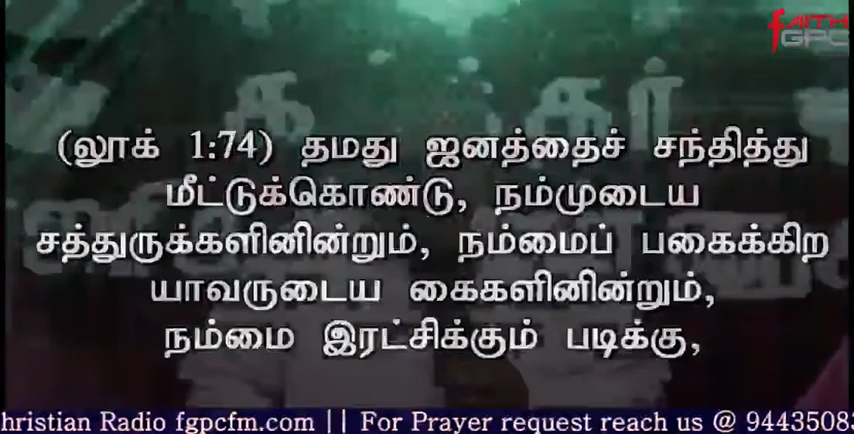 FAITH
FGPC
(லூக் 1:74) தமது ஜனத்தைச் சந்தித்து
மீட்டுக்கொண்டு, நம்முடைய
சத்துருக்களினின்றும், நம்மைப் பகைக்கிற
யாவருடைய கைகளினின்றும்,
நம்மை இரட்சிக்கும் படிக்கு,
hristian Radio fgpcfm.com || For Prayer request reach us @ 94435083